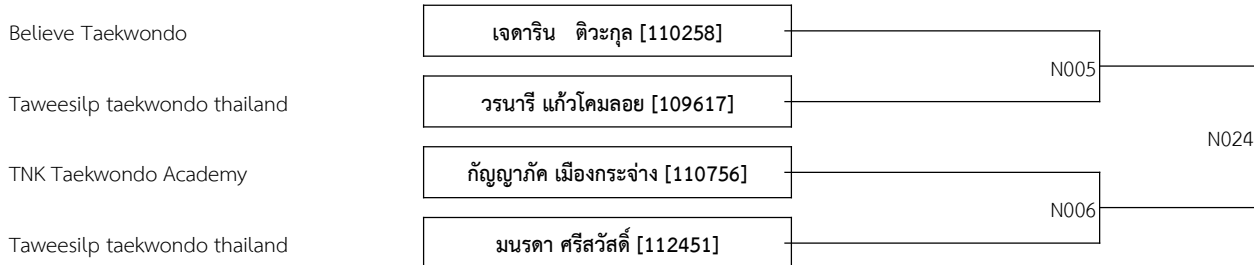 Believe Taekwondo เจดาริน ติวะกุล [110258]
N005
Taweesilp taekwondo thailand วรนารี แก้วโคมลอย [109617]
N024
TNK Taekwondo Academy กัญญาภัค เมืองกระจ่าง [110756]
N006
Taweesilp taekwondo thailand มนรดา ศรีสวัสดิ์ [112451]